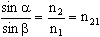 sin α / sin β = n₂ / n₁ = n₂₁